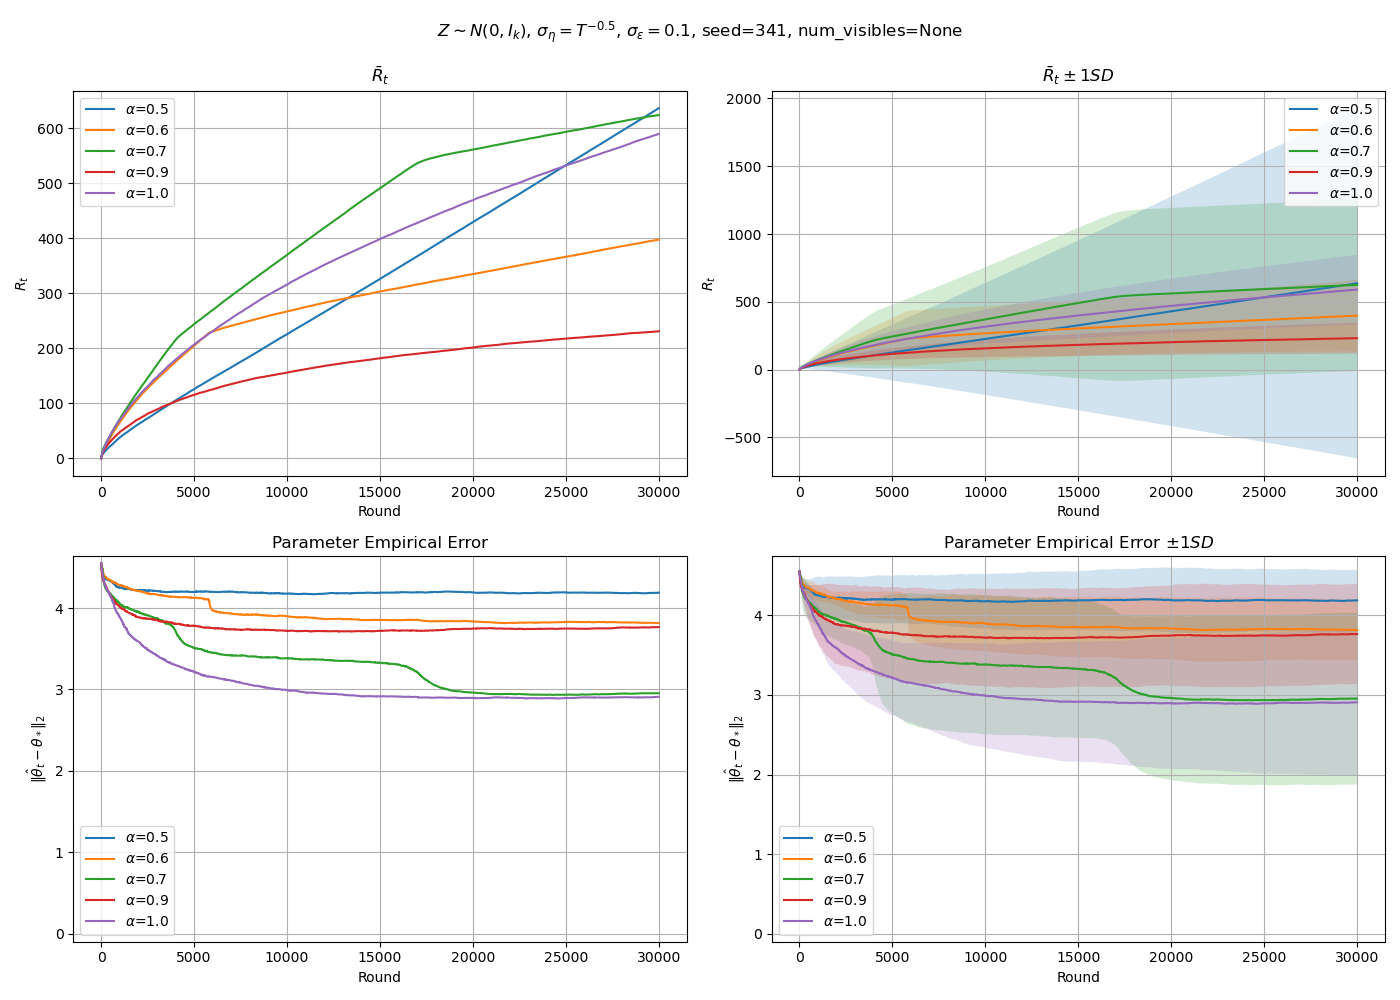 Z ∼ N(0, I_k), σ_η = T^{−0.5}, σ_ε = 0.1, seed=341, num_visibles=None
R̄_t
R_t
600
500
400
300
200
100
0
0 5000 10000 15000 20000 25000 30000
Round
α=0.5
α=0.6
α=0.7
α=0.9
α=1.0
R̄_t ± 1SD
R_t
2000
1500
1000
500
0
−500
0 5000 10000 15000 20000 25000 30000
Round
α=0.5
α=0.6
α=0.7
α=0.9
α=1.0
Parameter Empirical Error
‖θ̂_t − θ_*‖_2
4
3
2
1
0
α=0.5
α=0.6
α=0.7
α=0.9
α=1.0
0 5000 10000 15000 20000 25000 30000
Round
Parameter Empirical Error ±1SD
‖θ̂_t − θ_*‖_2
4
3
2
1
0
α=0.5
α=0.6
α=0.7
α=0.9
α=1.0
0 5000 10000 15000 20000 25000 30000
Round